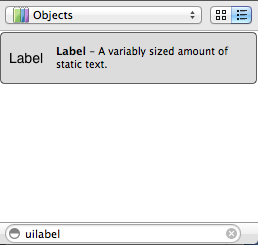 Objects
Label
Label – A variably sized amount of
static text.
uilabel